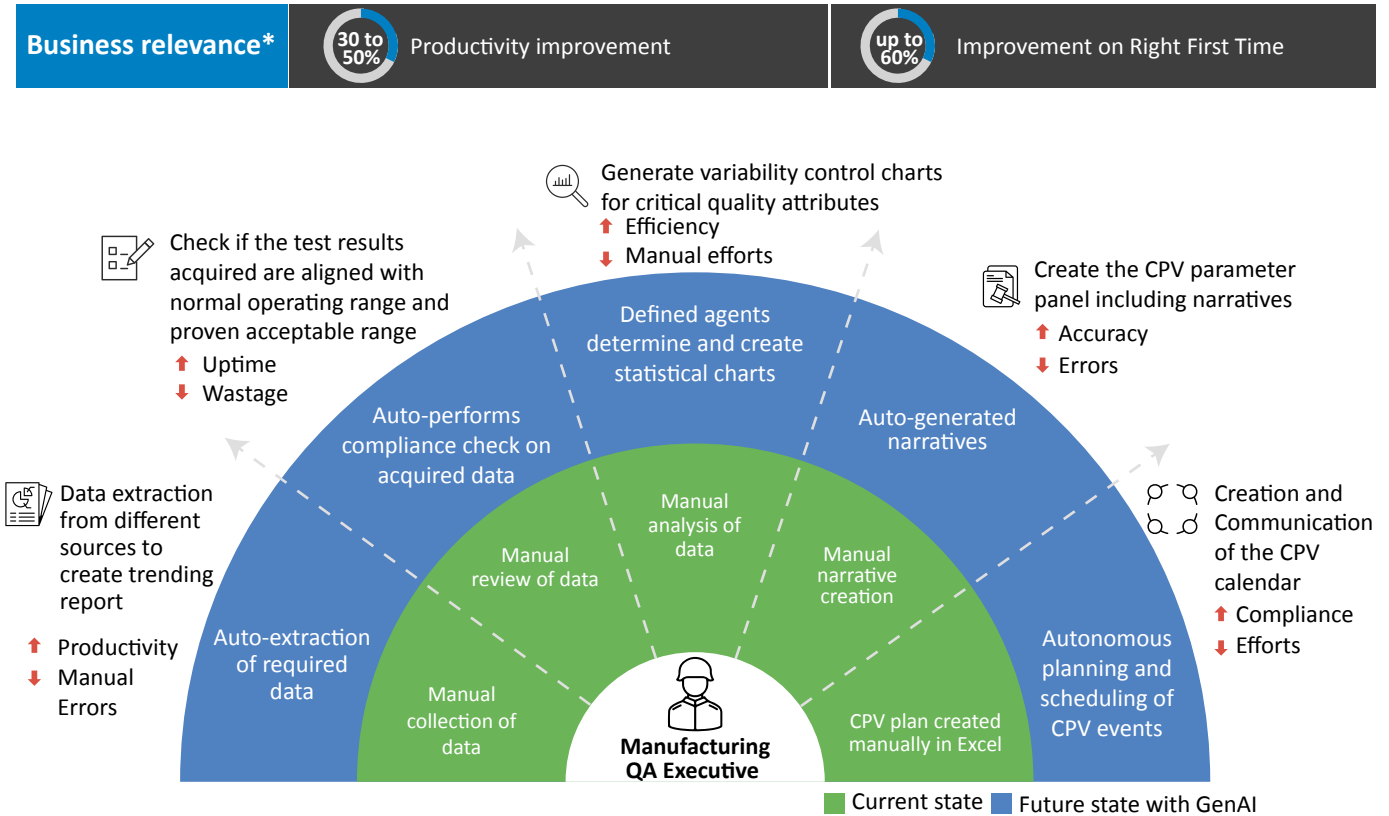 Business relevance*
30 to
50%
Productivity improvement
up to
60%
Improvement on Right First Time
Data extraction
from different
sources to
create trending
report
Productivity
Manual
Errors
Check if the test results
acquired are aligned with
normal operating range and
proven acceptable range
Uptime
Wastage
Generate variability control charts
for critical quality attributes
Efficiency
Manual efforts
Create the CPV parameter
panel including narratives
Accuracy
Errors
Creation and
Communication
of the CPV
calendar
Compliance
Efforts
Auto-extraction
of required
data
Auto-performs
compliance check on
acquired data
Defined agents
determine and create
statistical charts
Auto-generated
narratives
Autonomous
planning and
scheduling of
CPV events
Manual
collection of
data
Manual
review of data
Manual
analysis of
data
Manual
narrative
creation
CPV plan created
manually in Excel
Manufacturing
QA Executive
Current state
Future state with GenAI